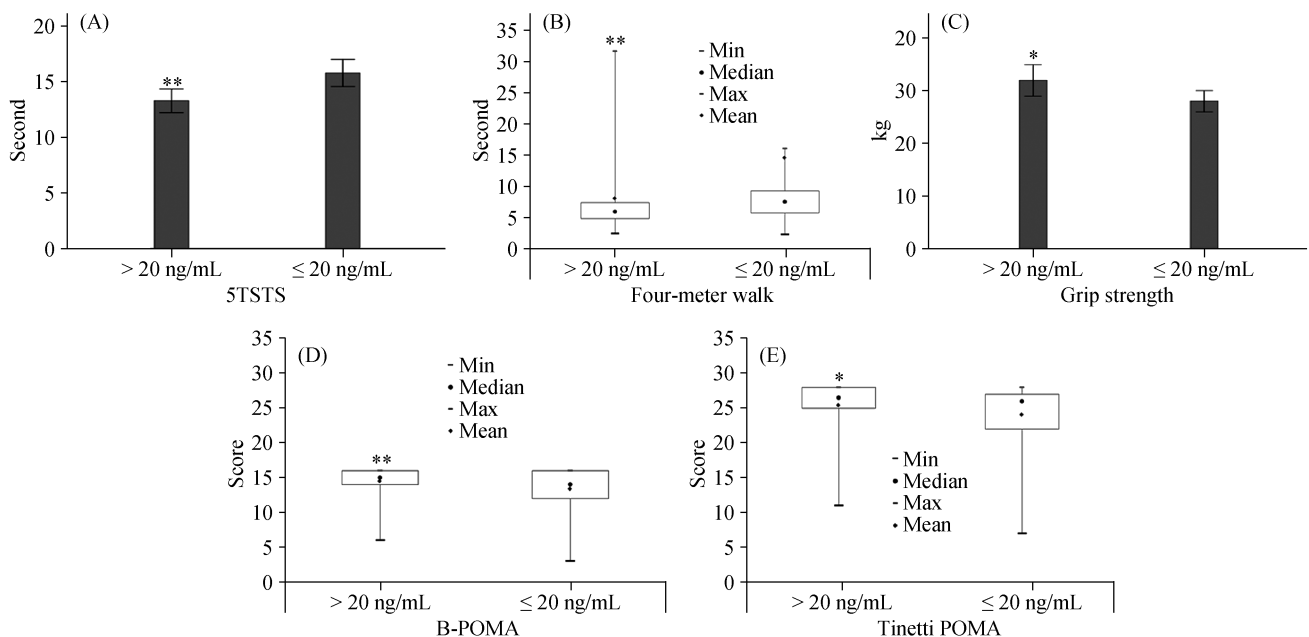 (A)
20
15
10
5
0
Second
**
> 20 ng/mL
≤ 20 ng/mL
5TSTS
(B)
35
30
25
20
15
10
5
0
Second
**
Min
Median
Max
Mean
> 20 ng/mL
≤ 20 ng/mL
Four-meter walk
(C)
20
30
20
10
0
kg
*
> 20 ng/mL
≤ 20 ng/mL
Grip strength
(D)
35
30
25
20
15
10
5
0
Score
**
Min
Median
Max
Mean
> 20 ng/mL
≤ 20 ng/mL
B-POMA
(E)
35
30
25
20
15
10
5
0
Score
*
Min
Median
Max
Mean
> 20 ng/mL
≤ 20 ng/mL
Tinetti POMA